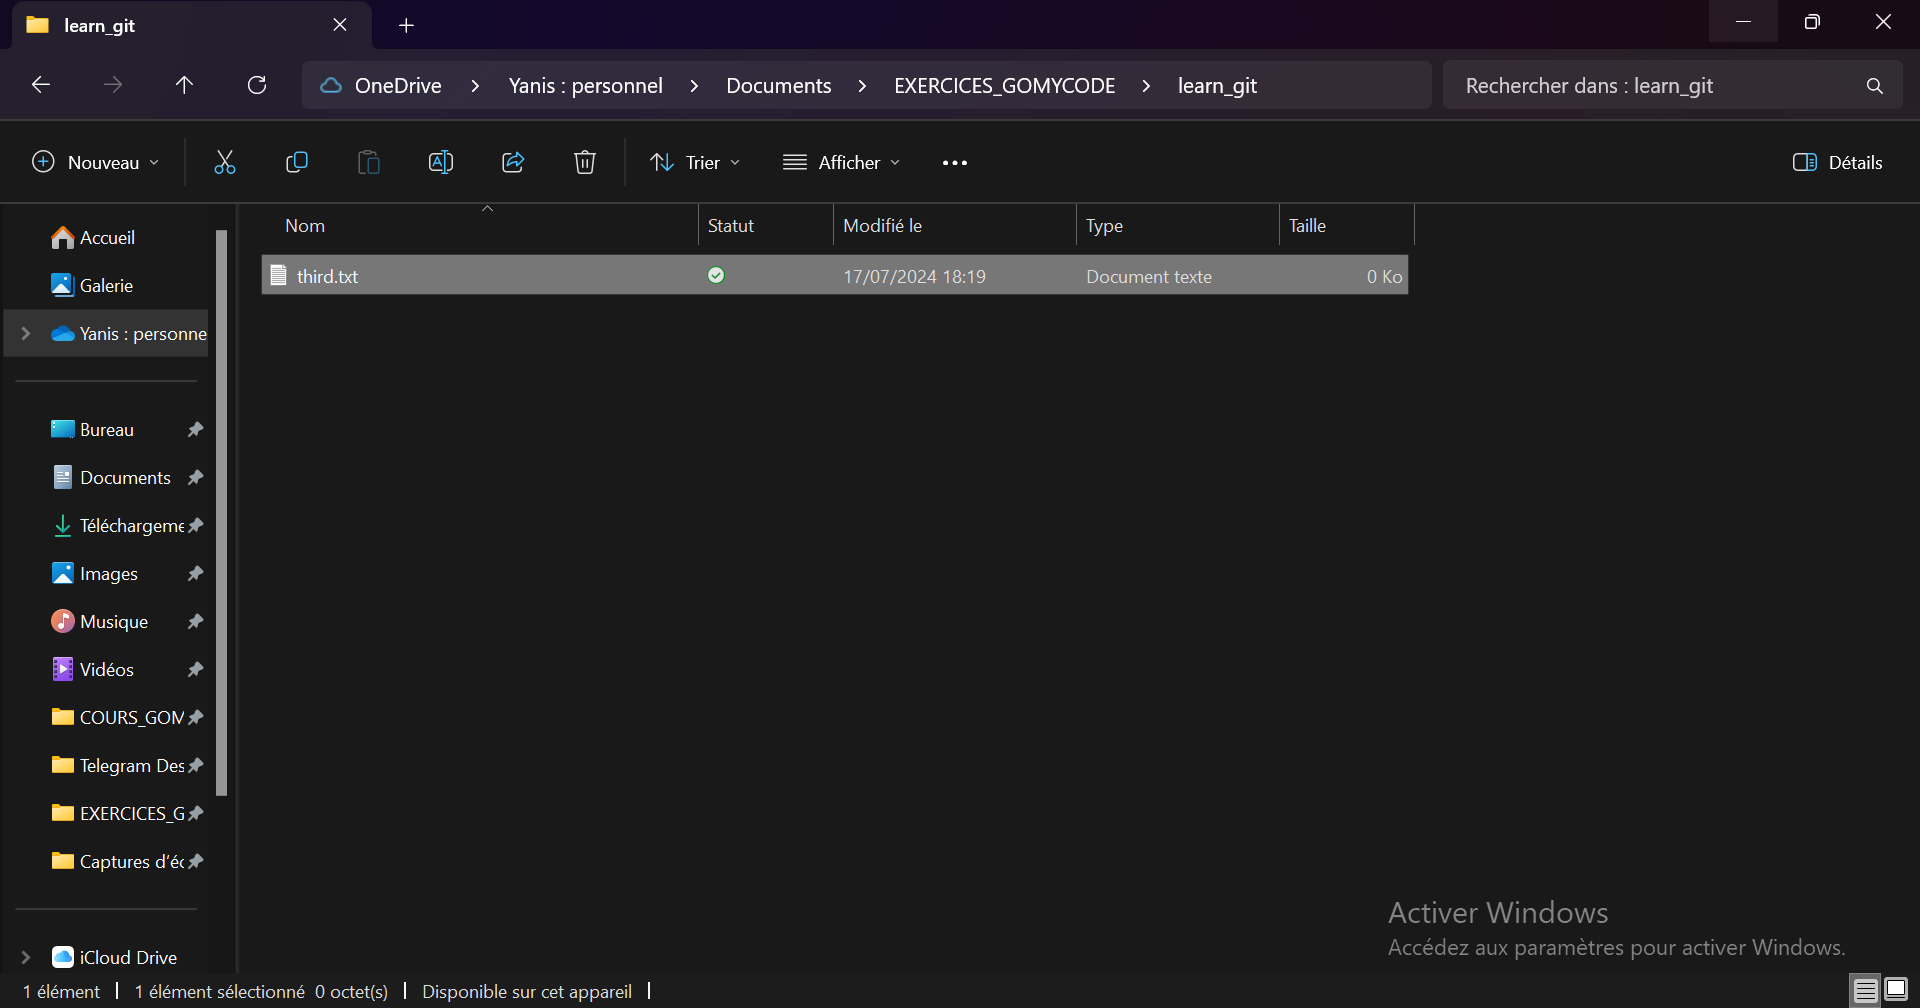 learn_git
OneDrive > Yanis : personnel > Documents > EXERCICES_GOMYCODE > learn_git
Rechercher dans : learn_git
Nouveau
Trier
Afficher
Détails
Nom Statut Modifié le Type Taille
third.txt 17/07/2024 18:19 Document texte 0 Ko
Accueil
Galerie
Yanis : personne
Bureau
Documents
Téléchargeme
Images
Musique
Vidéos
COURS_GOM
Telegram Des
EXERCICES_G
Captures d'éc
iCloud Drive
Activer Windows
Accédez aux paramètres pour activer Windows.
1 élément | 1 élément sélectionné 0 octet(s) | Disponible sur cet appareil |